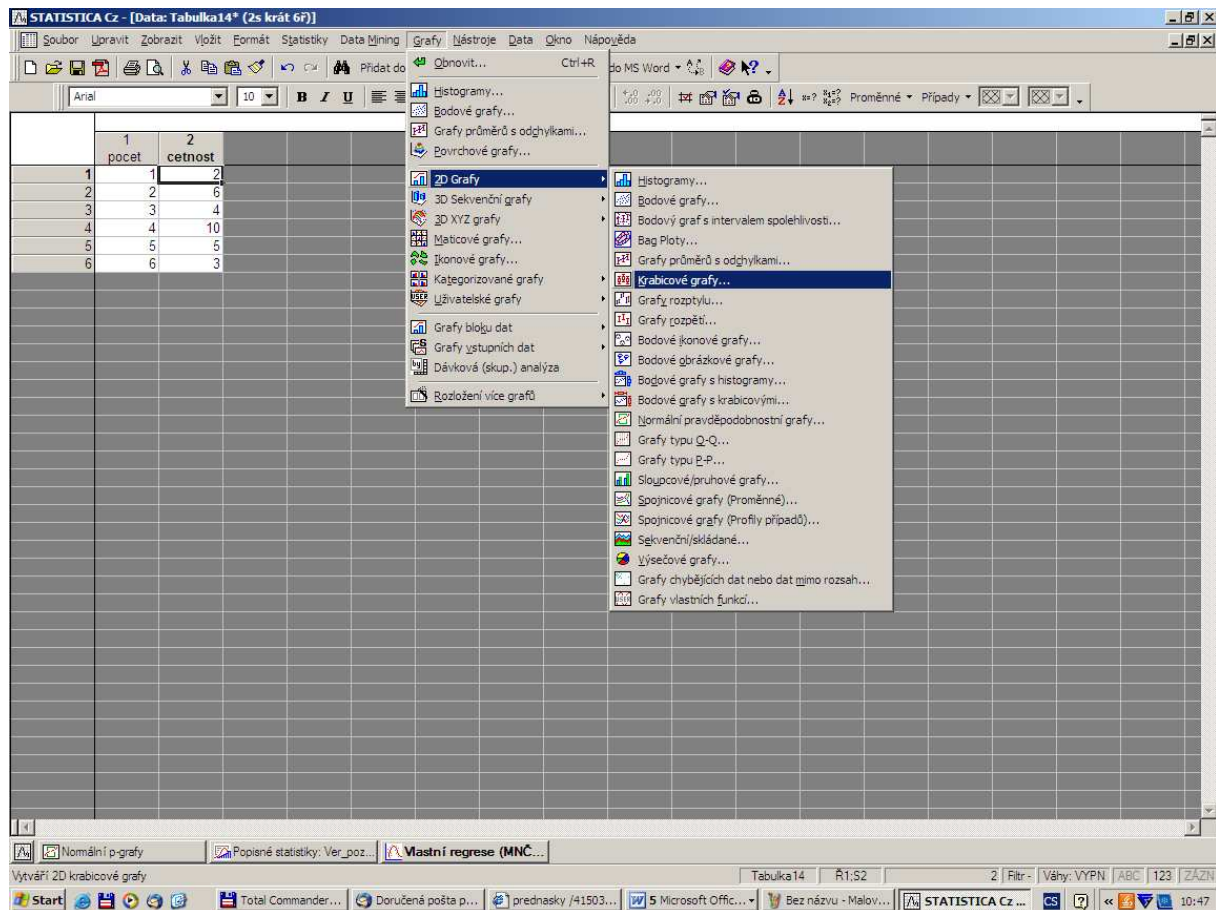 STATISTICA Cz - [Data: Tabulka14* (2s krát 6ř)]
Soubor Upravit Zobrazit Vložit Formát Statistiky Data Mining Grafy Nástroje Data Okno Nápověda
Přidat do
do MS Word
Arial 10 B I U
Proměnné Případy
Obnovit... Ctrl+R
Histogramy...
Bodové grafy...
Grafy průměrů s odchylkami...
Povrchové grafy...
2D Grafy
3D Sekvenční grafy
3D XYZ grafy
Maticové grafy...
Ikonové grafy...
Kategorizované grafy
Uživatelské grafy
Grafy bloku dat
Grafy vstupních dat
Dávková (skup.) analýza
Rozložení více grafů
Histogramy...
Bodové grafy...
Bodový graf s intervalem spolehlivosti...
Bag Ploty...
Grafy průměrů s odchylkami...
Krabicové grafy...
Grafy rozptylu...
Grafy rozpětí...
Bodové ikonové grafy...
Bodové obrázkové grafy...
Bodové grafy s histogramy...
Bodové grafy s krabicovými...
Normální pravděpodobnostní grafy...
Grafy typu Q-Q...
Grafy typu P-P...
Sloupcové/pruhové grafy...
Spojnicové grafy (Proměnné)...
Spojnicové grafy (Profily případů)...
Sekvenční/skládané...
Výsečové grafy...
Grafy chybějících dat nebo dat mimo rozsah...
Grafy vlastních funkcí...
1 2
pocet cetnost
1 1 2
2 2 6
3 3 4
4 4 10
5 5 5
6 6 3
Normální p-grafy Popisné statistiky: Ver_poz... Vlastní regrese (MNČ...
Vytváří 2D krabicové grafy Tabulka14 Ř1;S2 2 Filtr- Váhy: VYPN ABC 123 ZÁZN
Start Total Commander... Doručená pošta p... prednasky /41503... 5 Microsoft Offic... Bez názvu - Malov... STATISTICA Cz ... CS 10:47